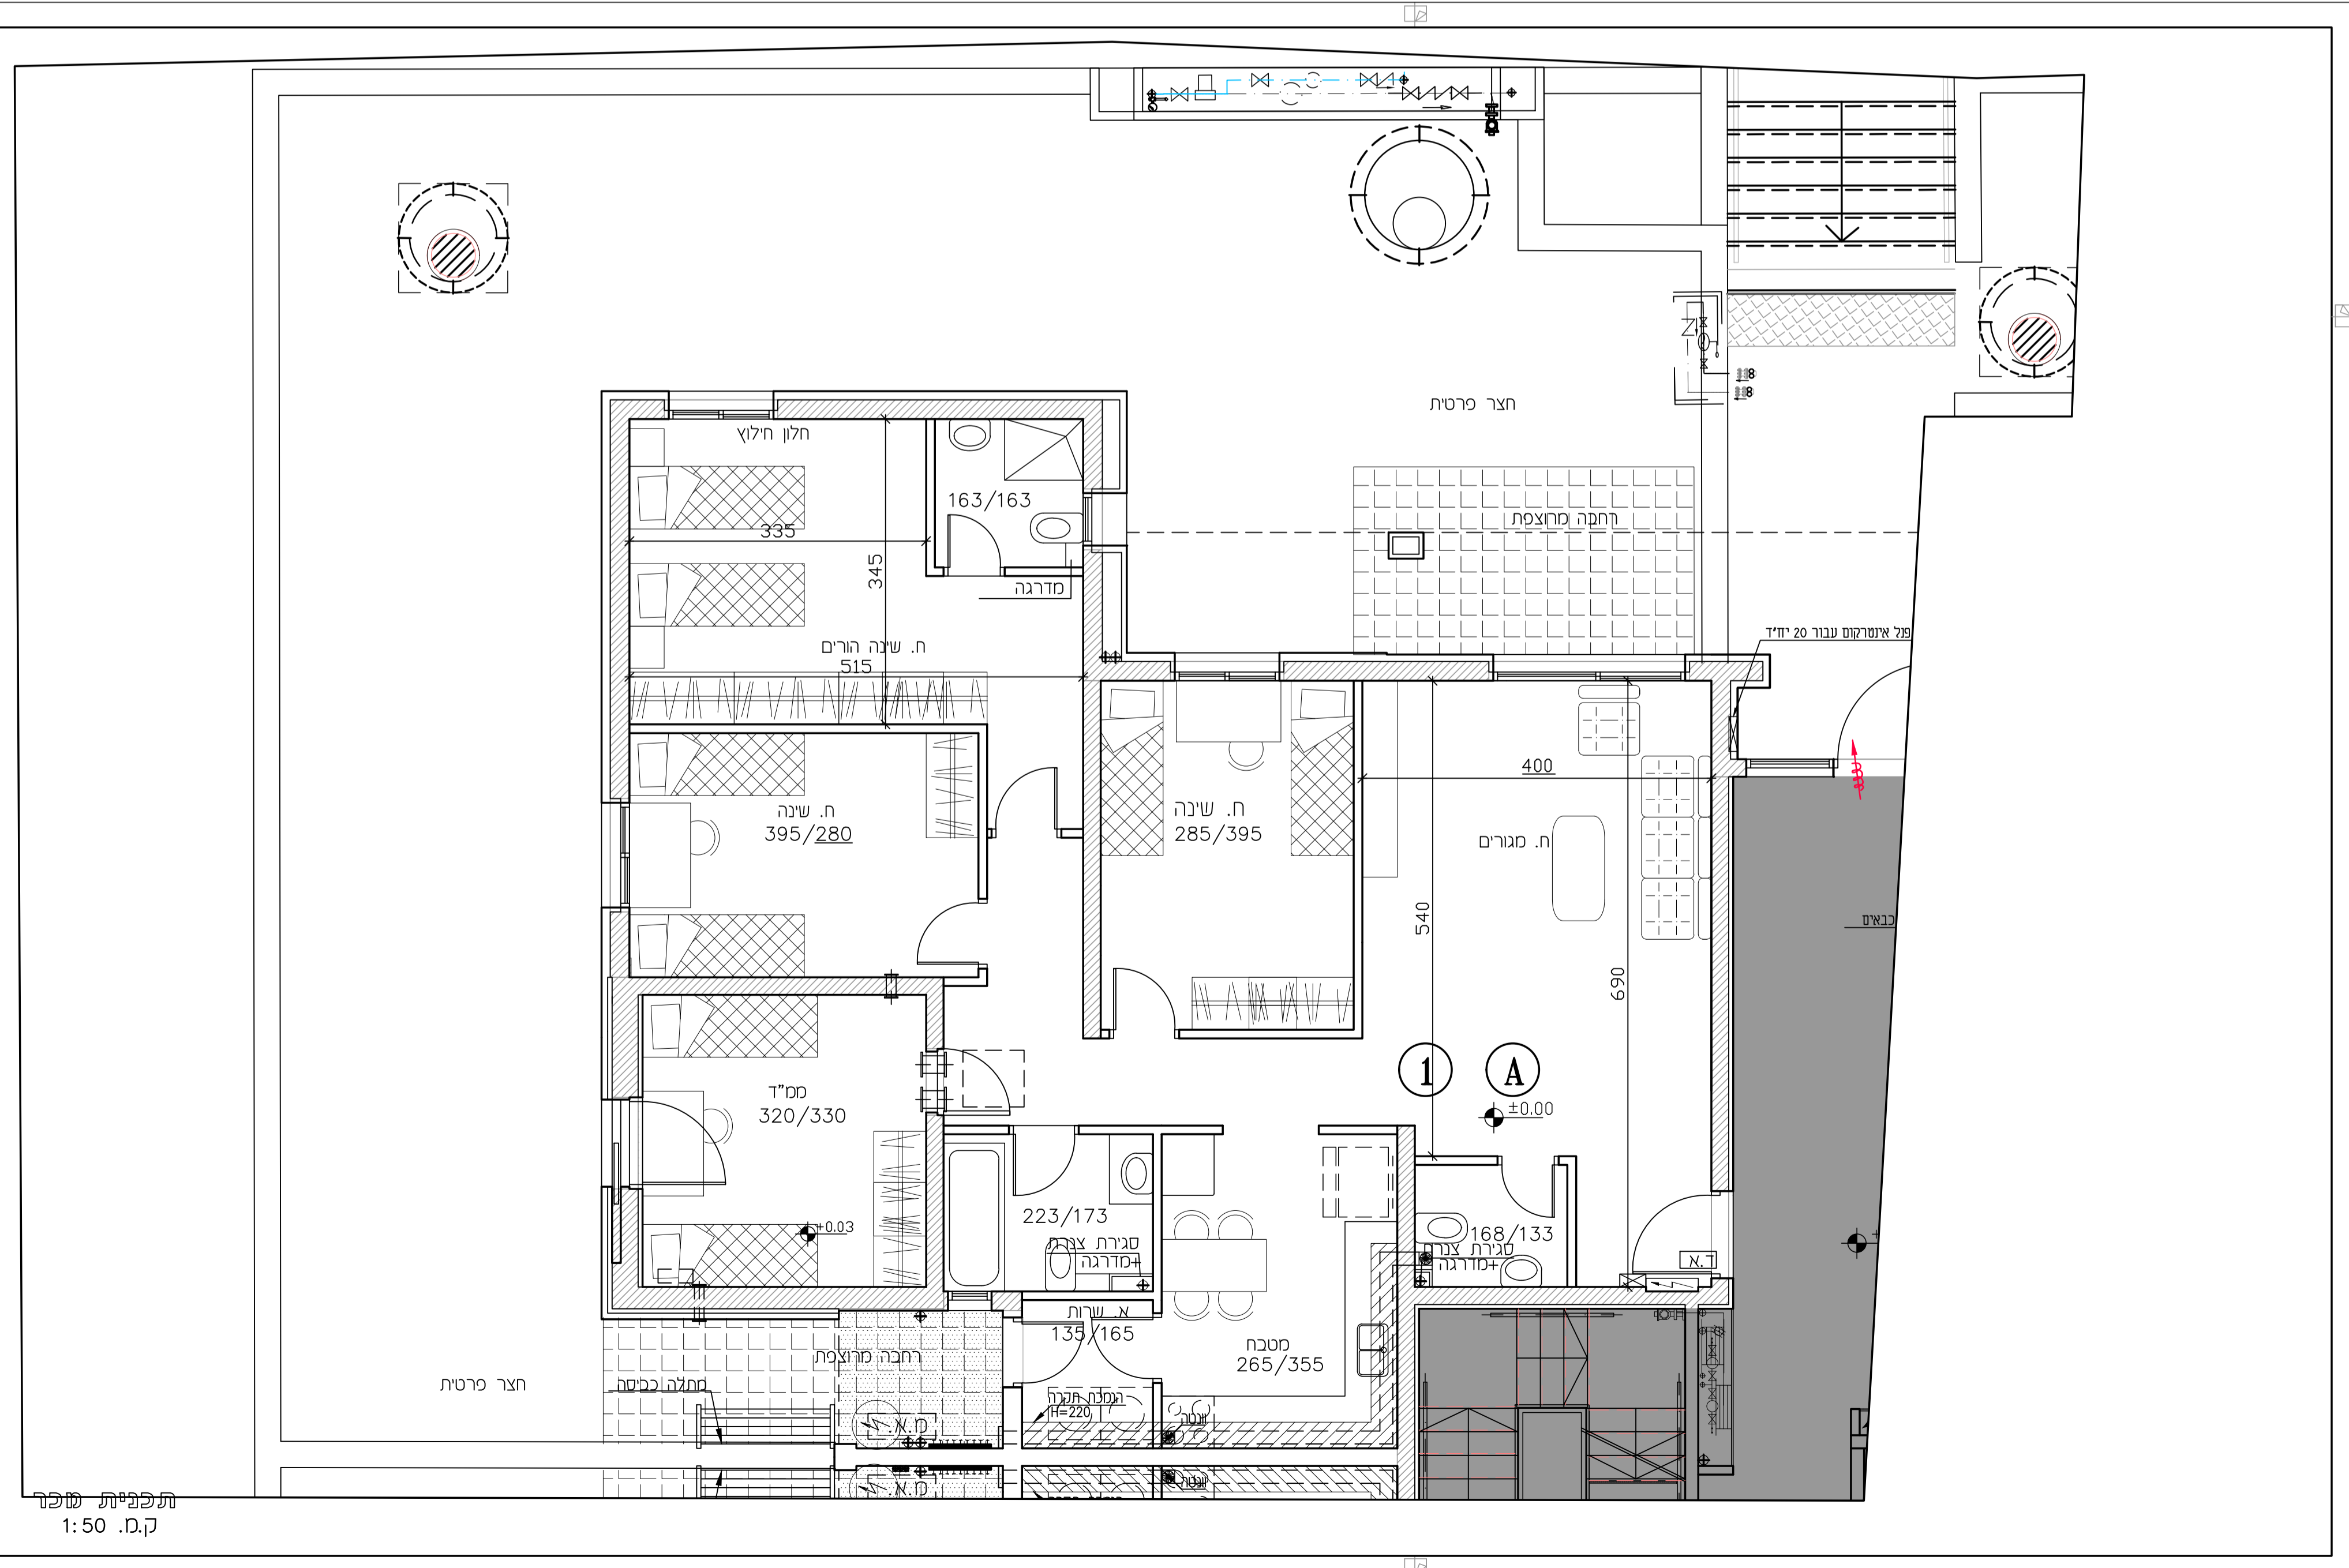 חצר פרטית
חלון חילוץ
163/163
335
345
מדרגה
רחבה מרוצפת
פנל אינטרקום עבור 20 יח"ד
ח. שינה הורים
515
400
ח. שינה
395/280
ח. שינה
285/395
ח. מגורים
540
690
כבאים
1
A
±0.00
ממ"ד
320/330
+0.03
223/173
סגירת צנרת
+מדרגה
168/133
סגירת צנרת
+מדרגה
ד.א
א. שרות
135/165
מטבח
265/355
רחבה מרוצפת
חצר פרטית
מתלה כביסה
הנמכת תקרה
H=220
מ.א.
מ.א.
תכנית מכר
ק.מ. 1:50